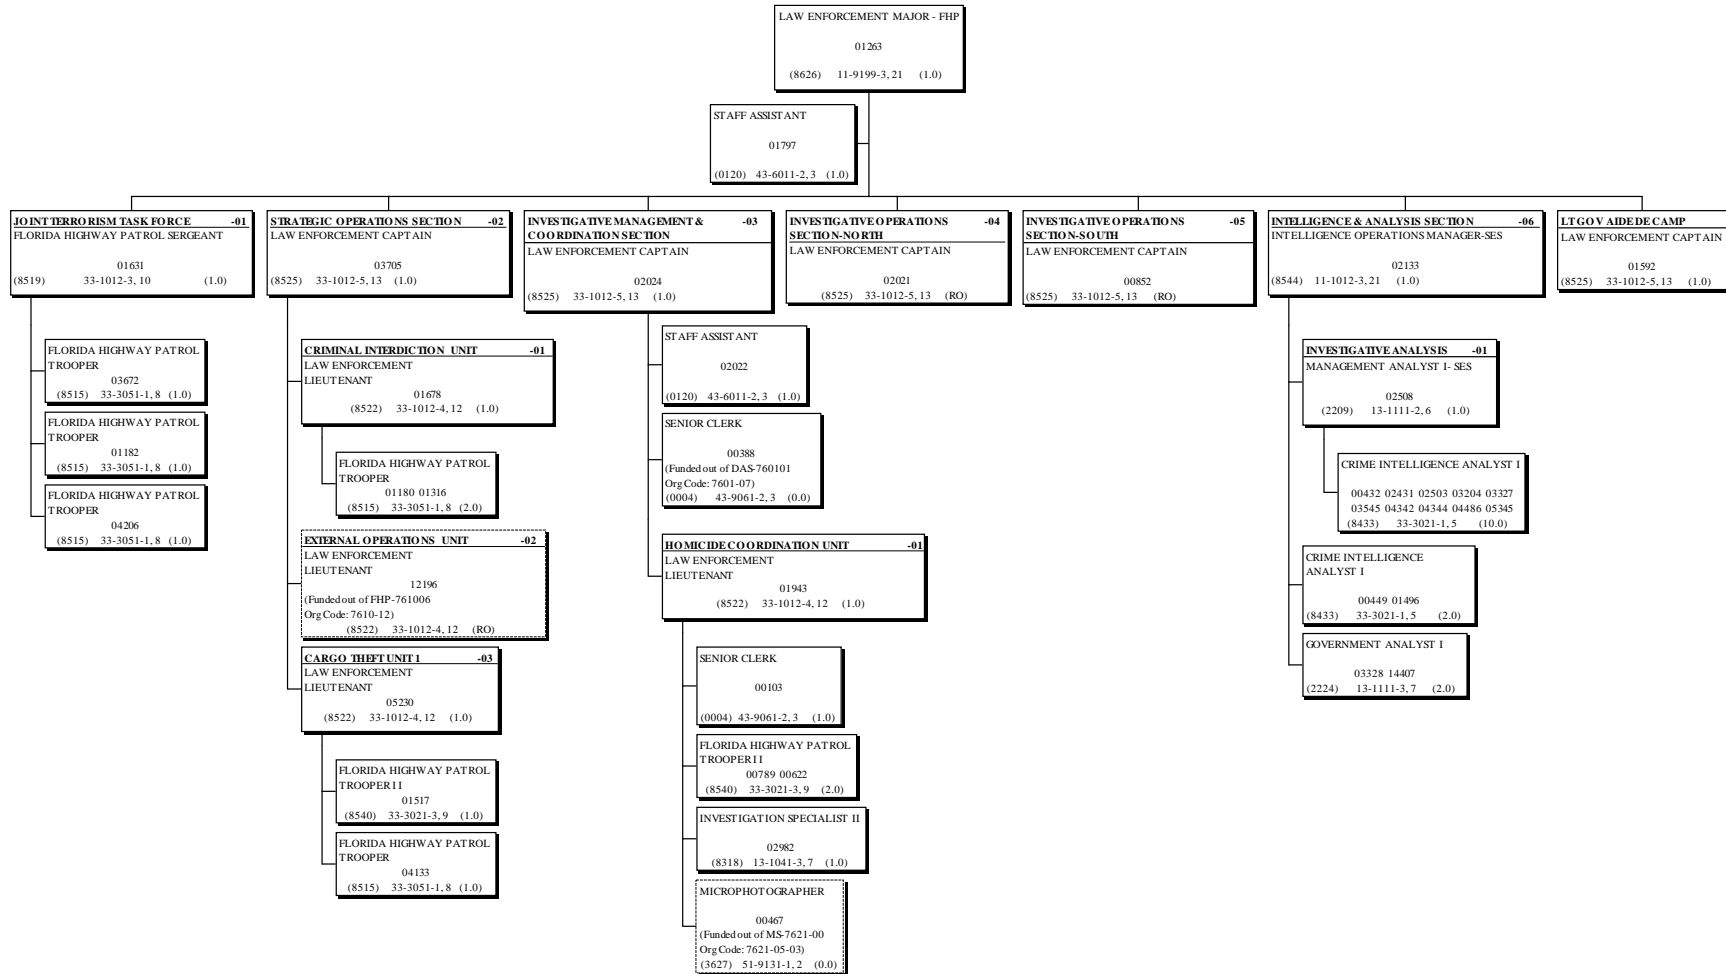 LAW ENFORCEMENT MAJOR - FHP
01263
(8626) 11-9199-3, 21 (1.0)
STAFF ASSISTANT
01797
(0120) 43-6011-2, 3 (1.0)
JOINT TERRORISM TASK FORCE -01
FLORIDA HIGHWAY PATROL SERGEANT
01631
(8519) 33-1012-3, 10 (1.0)
FLORIDA HIGHWAY PATROL
TROOPER
03672
(8515) 33-3051-1, 8 (1.0)
FLORIDA HIGHWAY PATROL
TROOPER
01182
(8515) 33-3051-1, 8 (1.0)
FLORIDA HIGHWAY PATROL
TROOPER
04206
(8515) 33-3051-1, 8 (1.0)
STRATEGIC OPERATIONS SECTION -02
LAW ENFORCEMENT CAPTAIN
03705
(8525) 33-1012-5, 13 (1.0)
CRIMINAL INTERDICTION UNIT -01
LAW ENFORCEMENT
LIEUTENANT
01678
(8522) 33-1012-4, 12 (1.0)
FLORIDA HIGHWAY PATROL
TROOPER
01180 01316
(8515) 33-3051-1, 8 (2.0)
EXTERNAL OPERATIONS UNIT -02
LAW ENFORCEMENT
LIEUTENANT
12196
(Funded out of FHP-761006
Org Code: 7610-12)
(8522) 33-1012-4, 12 (RO)
CARGO THEFT UNIT 1 -03
LAW ENFORCEMENT
LIEUTENANT
05230
(8522) 33-1012-4, 12 (1.0)
FLORIDA HIGHWAY PATROL
TROOPER II
01517
(8540) 33-3021-3, 9 (1.0)
FLORIDA HIGHWAY PATROL
TROOPER
04133
(8515) 33-3051-1, 8 (1.0)
INVESTIGATIVE MANAGEMENT & -03
COORDINATION SECTION
LAW ENFORCEMENT CAPTAIN
02024
(8525) 33-1012-5, 13 (1.0)
STAFF ASSISTANT
02022
(0120) 43-6011-2, 3 (1.0)
SENIOR CLERK
00388
(Funded out of DAS-760101
Org Code: 7601-07)
(0004) 43-9061-2, 3 (0.0)
HOMICIDE COORDINATION UNIT -01
LAW ENFORCEMENT
LIEUTENANT
01943
(8522) 33-1012-4, 12 (1.0)
SENIOR CLERK
00103
(0004) 43-9061-2, 3 (1.0)
FLORIDA HIGHWAY PATROL
TROOPER II
00789 00622
(8540) 33-3021-3, 9 (2.0)
INVESTIGATION SPECIALIST II
02982
(8318) 13-1041-3, 7 (1.0)
MICROPHOTOGRAPHER
00467
(Funded out of MS-7621-00
Org Code: 7621-05-03)
(3627) 51-9131-1, 2 (0.0)
INVESTIGATIVE OPERATIONS -04
SECTION-NORTH
LAW ENFORCEMENT CAPTAIN
02021
(8525) 33-1012-5, 13 (RO)
INVESTIGATIVE OPERATIONS -05
SECTION-SOUTH
LAW ENFORCEMENT CAPTAIN
00852
(8525) 33-1012-5, 13 (RO)
INTELLIGENCE & ANALYSIS SECTION -06
INTELLIGENCE OPERATIONS MANAGER-SES
02133
(8544) 11-1012-3, 21 (1.0)
INVESTIGATIVE ANALYSIS -01
MANAGEMENT ANALYST I- SES
02508
(2209) 13-1111-2, 6 (1.0)
CRIME INTELLIGENCE ANALYST I
00432 02431 02503 03204 03327
03545 04342 04344 04486 05345
(8433) 33-3021-1, 5 (10.0)
CRIME INTELLIGENCE
ANALYST I
00449 01496
(8433) 33-3021-1, 5 (2.0)
GOVERNMENT ANALYST I
03328 14407
(2224) 13-1111-3, 7 (2.0)
LT GOV AIDE DE CAMP
LAW ENFORCEMENT CAPTAIN
01592
(8525) 33-1012-5, 13 (1.0)